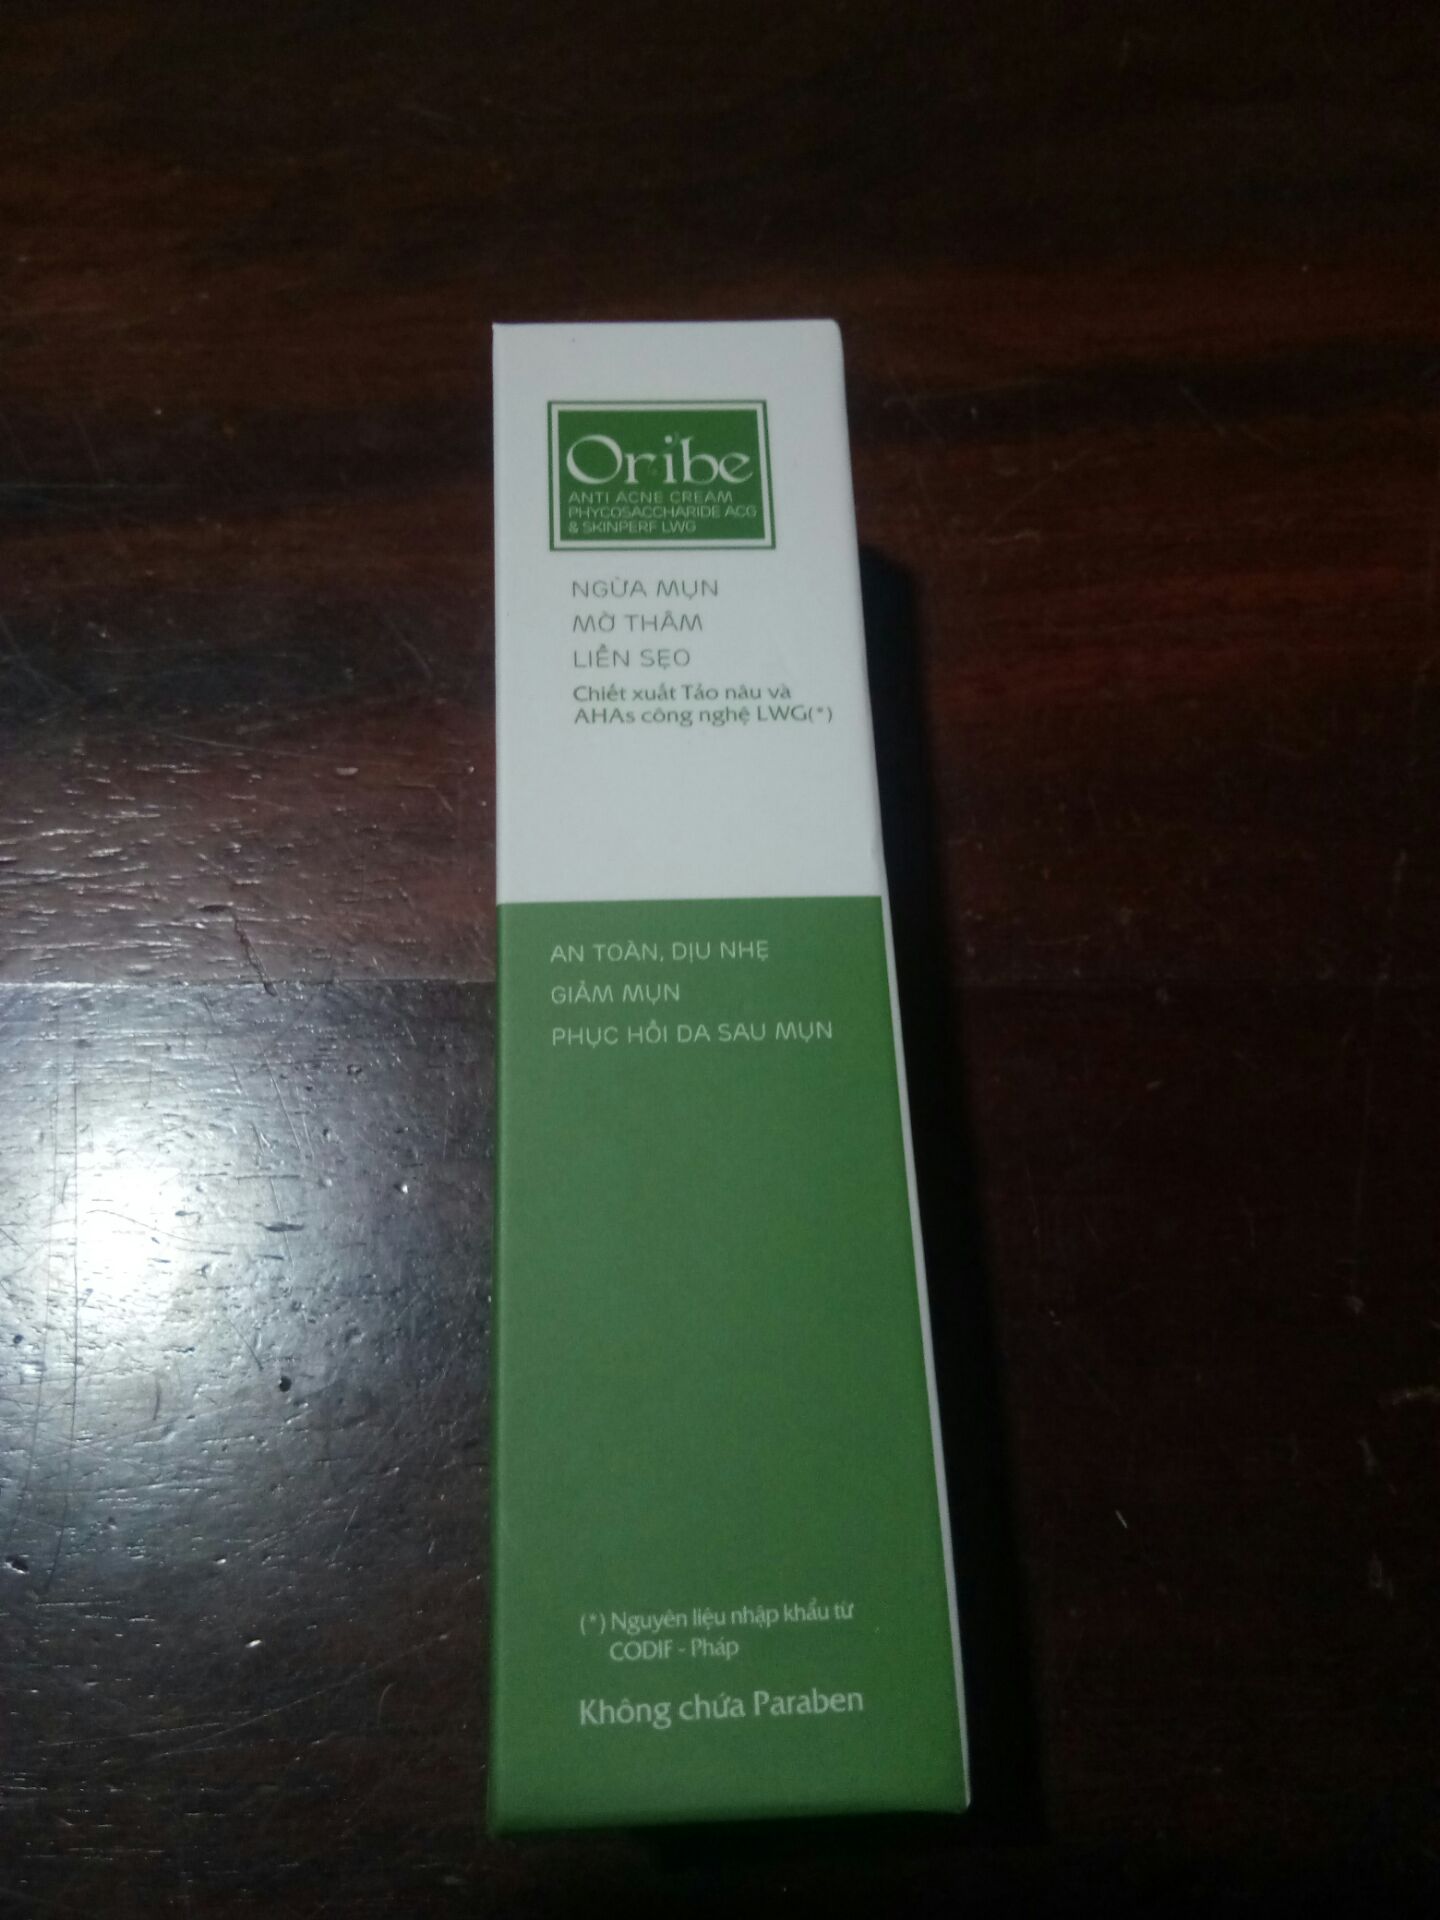 Oribe
ANTI ACNE CREAM
PHYCOSACCHARIDE ACG
& SKINPERF LWG
NGỪA MỤN
MỜ THÂM
LIỀN SẸO
Chiết xuất Tảo nâu và
AHAs công nghệ LWG(*)
AN TOÀN, DỊU NHẸ
GIẢM MỤN
PHỤC HỒI DA SAU MỤN
(*) Nguyên liệu nhập khẩu từ
CODIF - Pháp
Không chứa Paraben